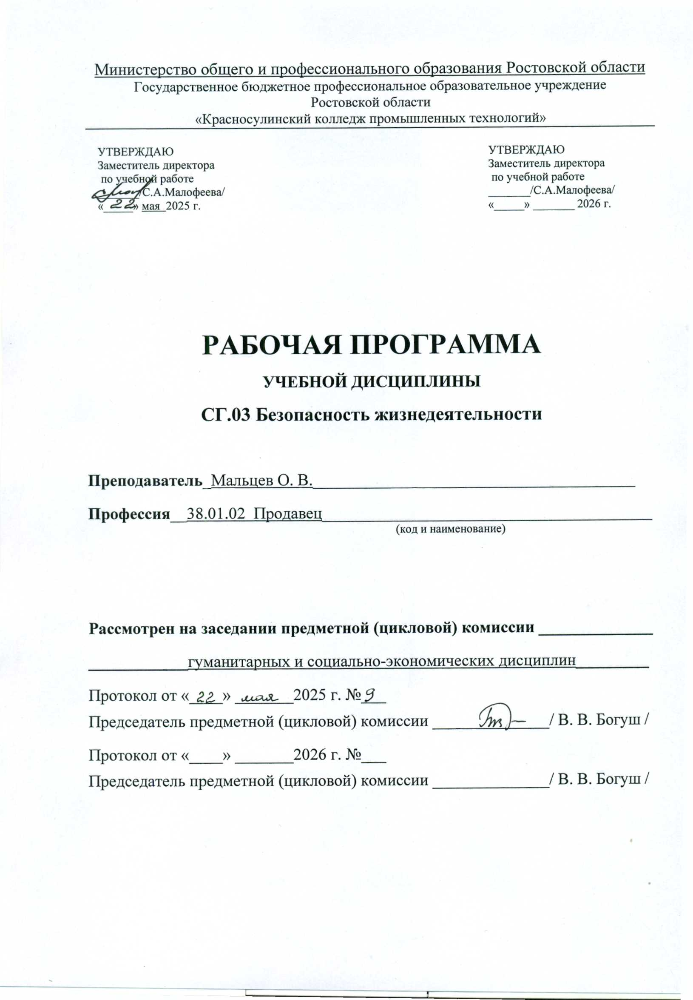 Министерство общего и профессионального образования Ростовской области
Государственное бюджетное профессиональное образовательное учреждение
Ростовской области
«Красносулинский колледж промышленных технологий»
УТВЕРЖДАЮ
Заместитель директора
по учебной работе
/С.А.Малофеева/
«22» мая 2025 г.
УТВЕРЖДАЮ
Заместитель директора
по учебной работе
_______/С.А.Малофеева/
«_____» _______ 2026 г.
РАБОЧАЯ ПРОГРАММА
УЧЕБНОЙ ДИСЦИПЛИНЫ
СГ.03 Безопасность жизнедеятельности
Преподаватель Мальцев О. В.
Профессия 38.01.02 Продавец
(код и наименование)
Рассмотрен на заседании предметной (цикловой) комиссии
гуманитарных и социально-экономических дисциплин
Протокол от «22» мая 2025 г. №9
Председатель предметной (цикловой) комиссии ______________/ В. В. Богуш /
Протокол от «____» _______2026 г. №___
Председатель предметной (цикловой) комиссии ______________/ В. В. Богуш /